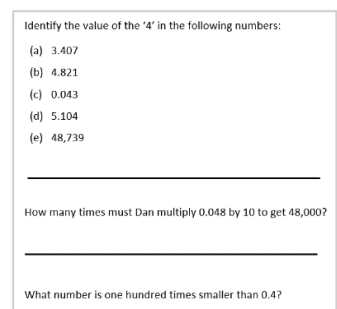 Identify the value of the ‘4’ in the following numbers:
(a) 3.407
(b) 4.821
(c) 0.043
(d) 5.104
(e) 48,739
How many times must Dan multiply 0.048 by 10 to get 48,000?
What number is one hundred times smaller than 0.4?